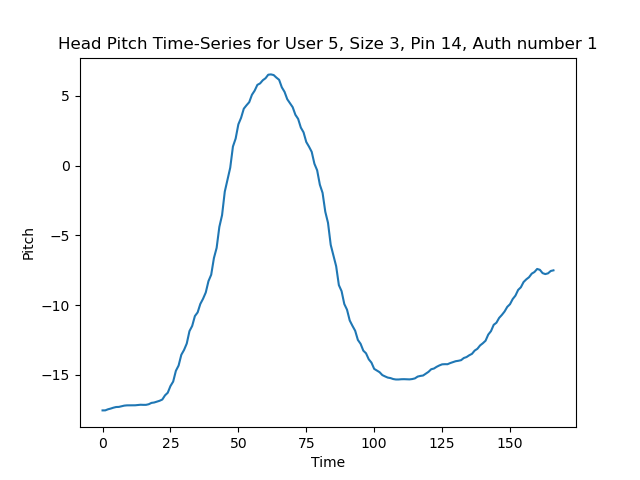 Head Pitch Time-Series for User 5, Size 3, Pin 14, Auth number 1
5
0
−5
−10
−15
Pitch
0 25 50 75 100 125 150
Time